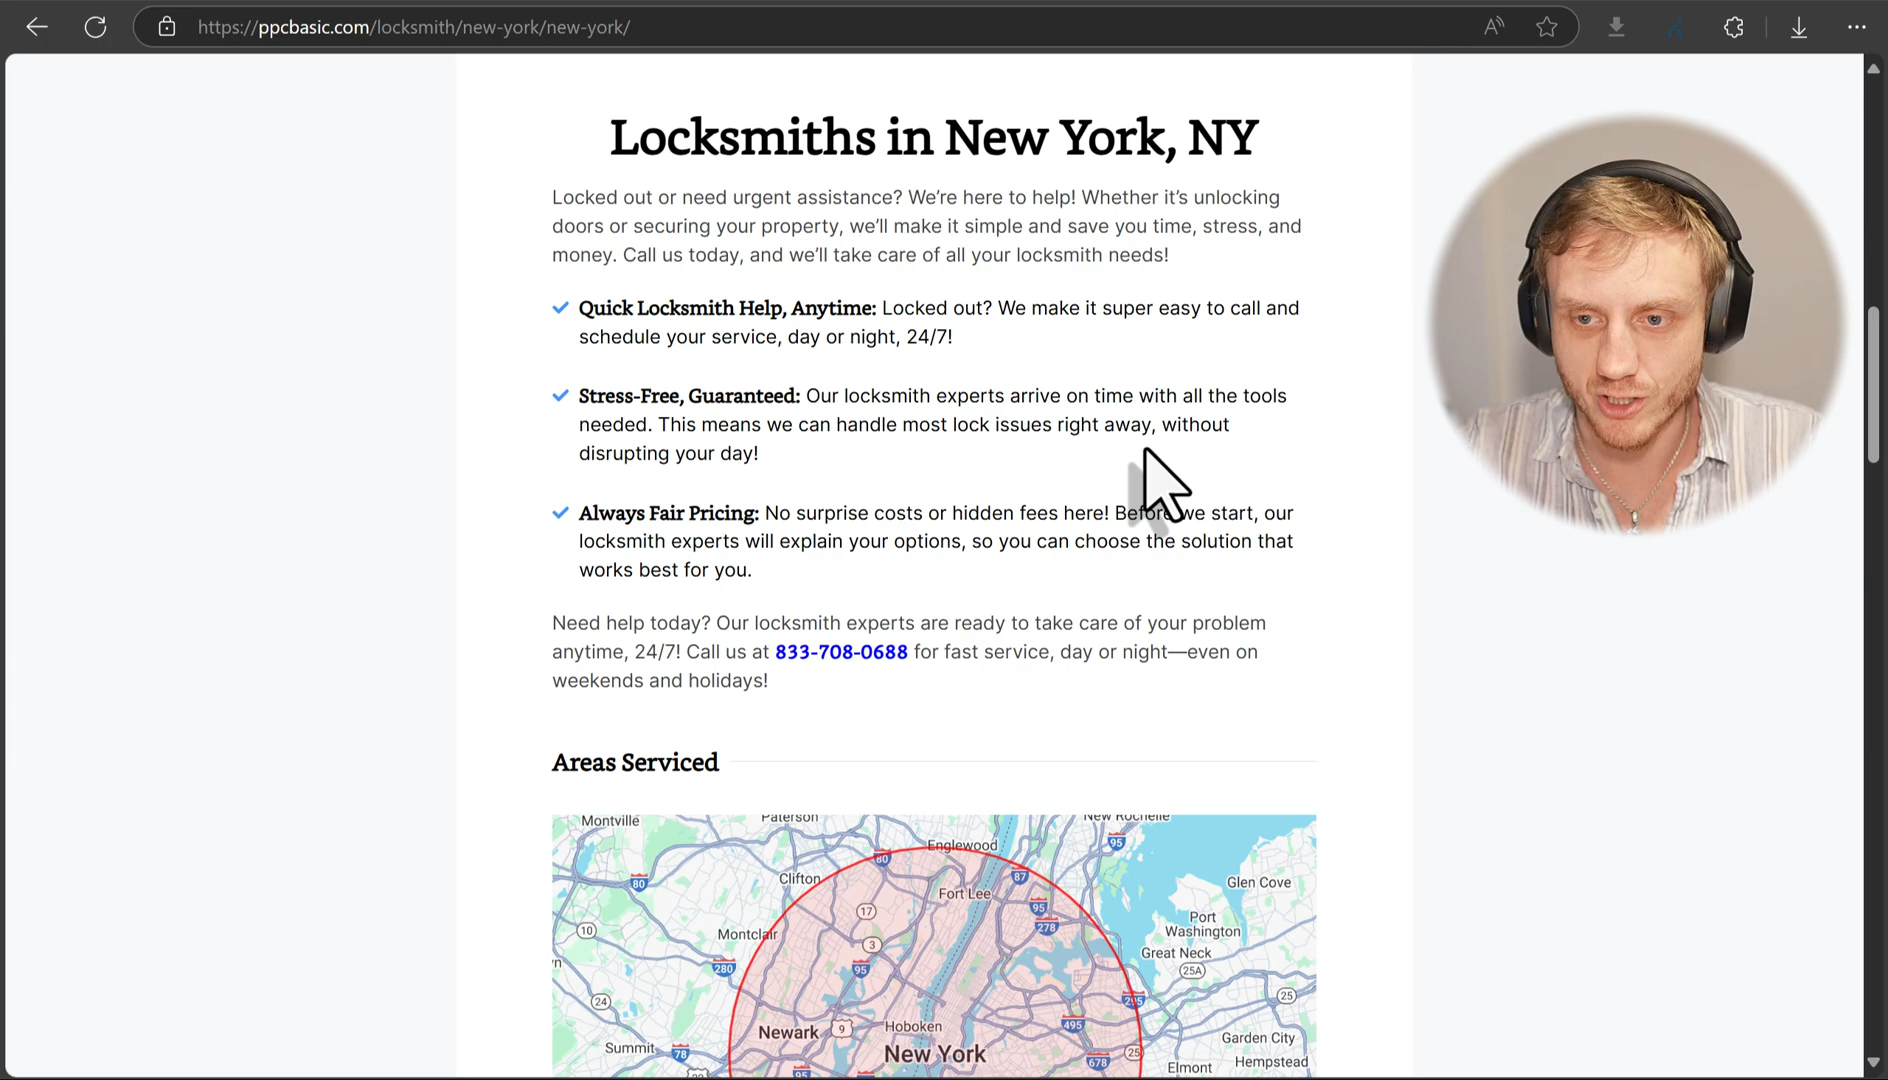 https://ppcbasic.com/locksmith/new-york/new-york/
Locksmiths in New York, NY
Locked out or need urgent assistance? We're here to help! Whether it's unlocking
doors or securing your property, we'll make it simple and save you time, stress, and
money. Call us today, and we'll take care of all your locksmith needs!
Quick Locksmith Help, Anytime: Locked out? We make it super easy to call and
schedule your service, day or night, 24/7!
Stress-Free, Guaranteed: Our locksmith experts arrive on time with all the tools
needed. This means we can handle most lock issues right away, without
disrupting your day!
Always Fair Pricing: No surprise costs or hidden fees here! Before we start, our
locksmith experts will explain your options, so you can choose the solution that
works best for you.
Need help today? Our locksmith experts are ready to take care of your problem
anytime, 24/7! Call us at 833-708-0688 for fast service, day or night—even on
weekends and holidays!
Areas Serviced
Montville
Paterson
New Rochelle
Englewood
95
80
87
80
Clifton
Fort Lee
Glen Cove
17
95
278
Port
Washington
10
Montclair
3
Great Neck
280
95
25A
24
295
25
Newark
9
Hoboken
495
Garden City
Summit
78
New York
678
25
Hempstead
Elmont
95